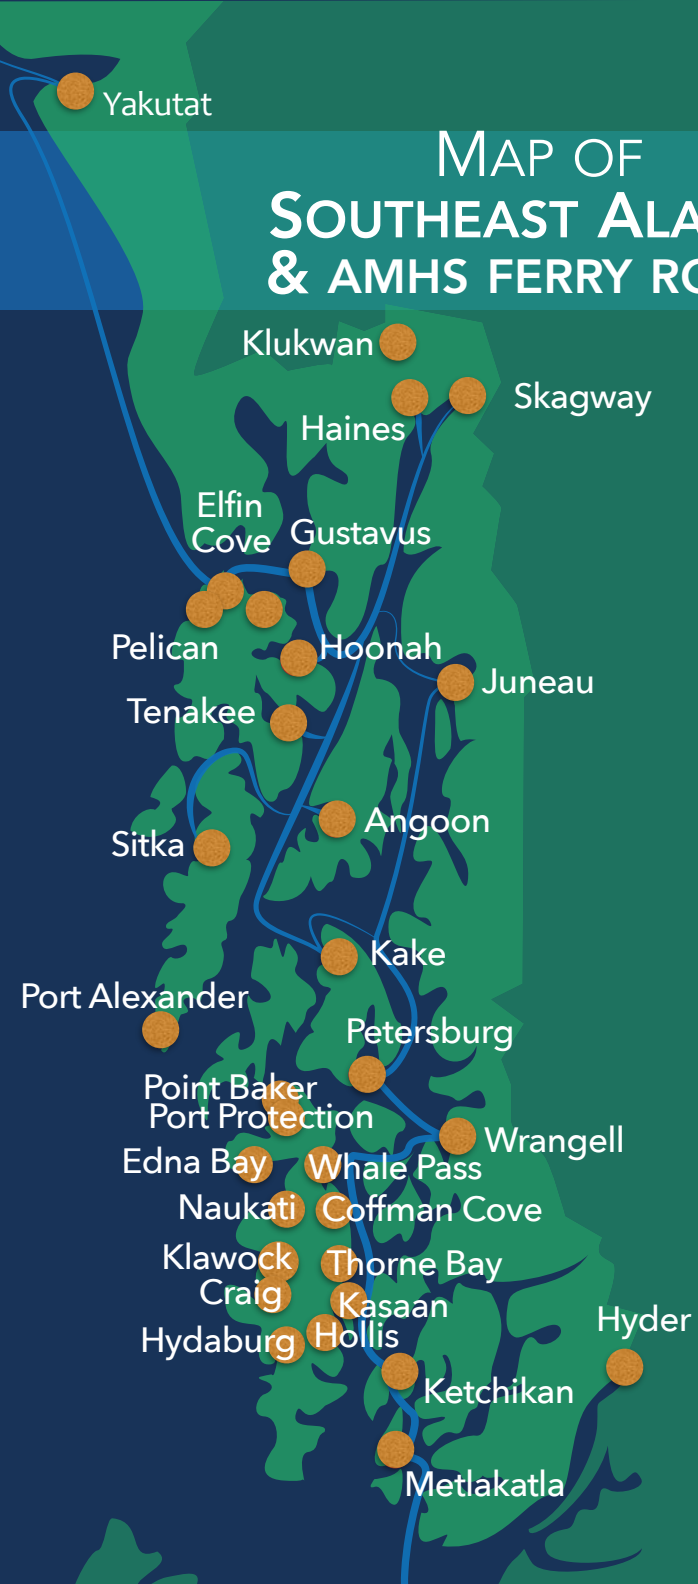 Yakutat
MAP OF
SOUTHEAST ALA
& AMHS FERRY RO
Klukwan
Haines
Skagway
Elfin
Cove
Gustavus
Pelican
Hoonah
Juneau
Tenakee
Angoon
Sitka
Kake
Port Alexander
Petersburg
Point Baker
Port Protection
Wrangell
Edna Bay
Whale Pass
Naukati
Coffman Cove
Klawock
Thorne Bay
Craig
Kasaan
Hyder
Hydaburg
Hollis
Ketchikan
Metlakatla